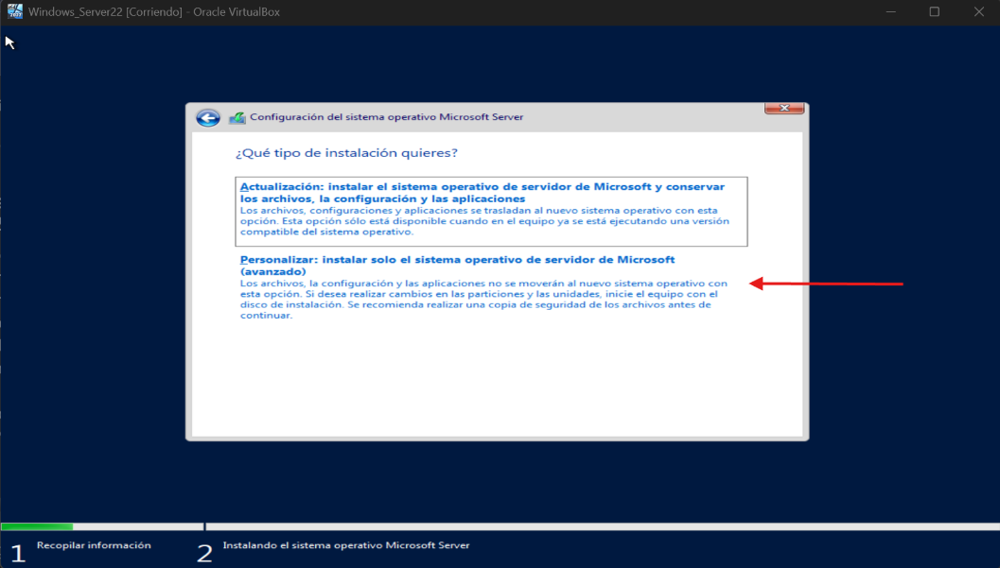 Windows_Server22 [Corriendo] - Oracle VirtualBox
Configuración del sistema operativo Microsoft Server
¿Qué tipo de instalación quieres?
Actualización: instalar el sistema operativo de servidor de Microsoft y conservar
los archivos, la configuración y las aplicaciones
Los archivos, configuraciones y aplicaciones se trasladan al nuevo sistema operativo con esta
opción. Esta opción sólo está disponible cuando en el equipo ya se está ejecutando una versión
compatible del sistema operativo.
Personalizar: instalar solo el sistema operativo de servidor de Microsoft
(avanzado)
Los archivos, la configuración y las aplicaciones no se moverán al nuevo sistema operativo con
esta opción. Si desea realizar cambios en las particiones y las unidades, inicie el equipo con el
disco de instalación. Se recomienda realizar una copia de seguridad de los archivos antes de
continuar.
1 Recopilar información
2 Instalando el sistema operativo Microsoft Server